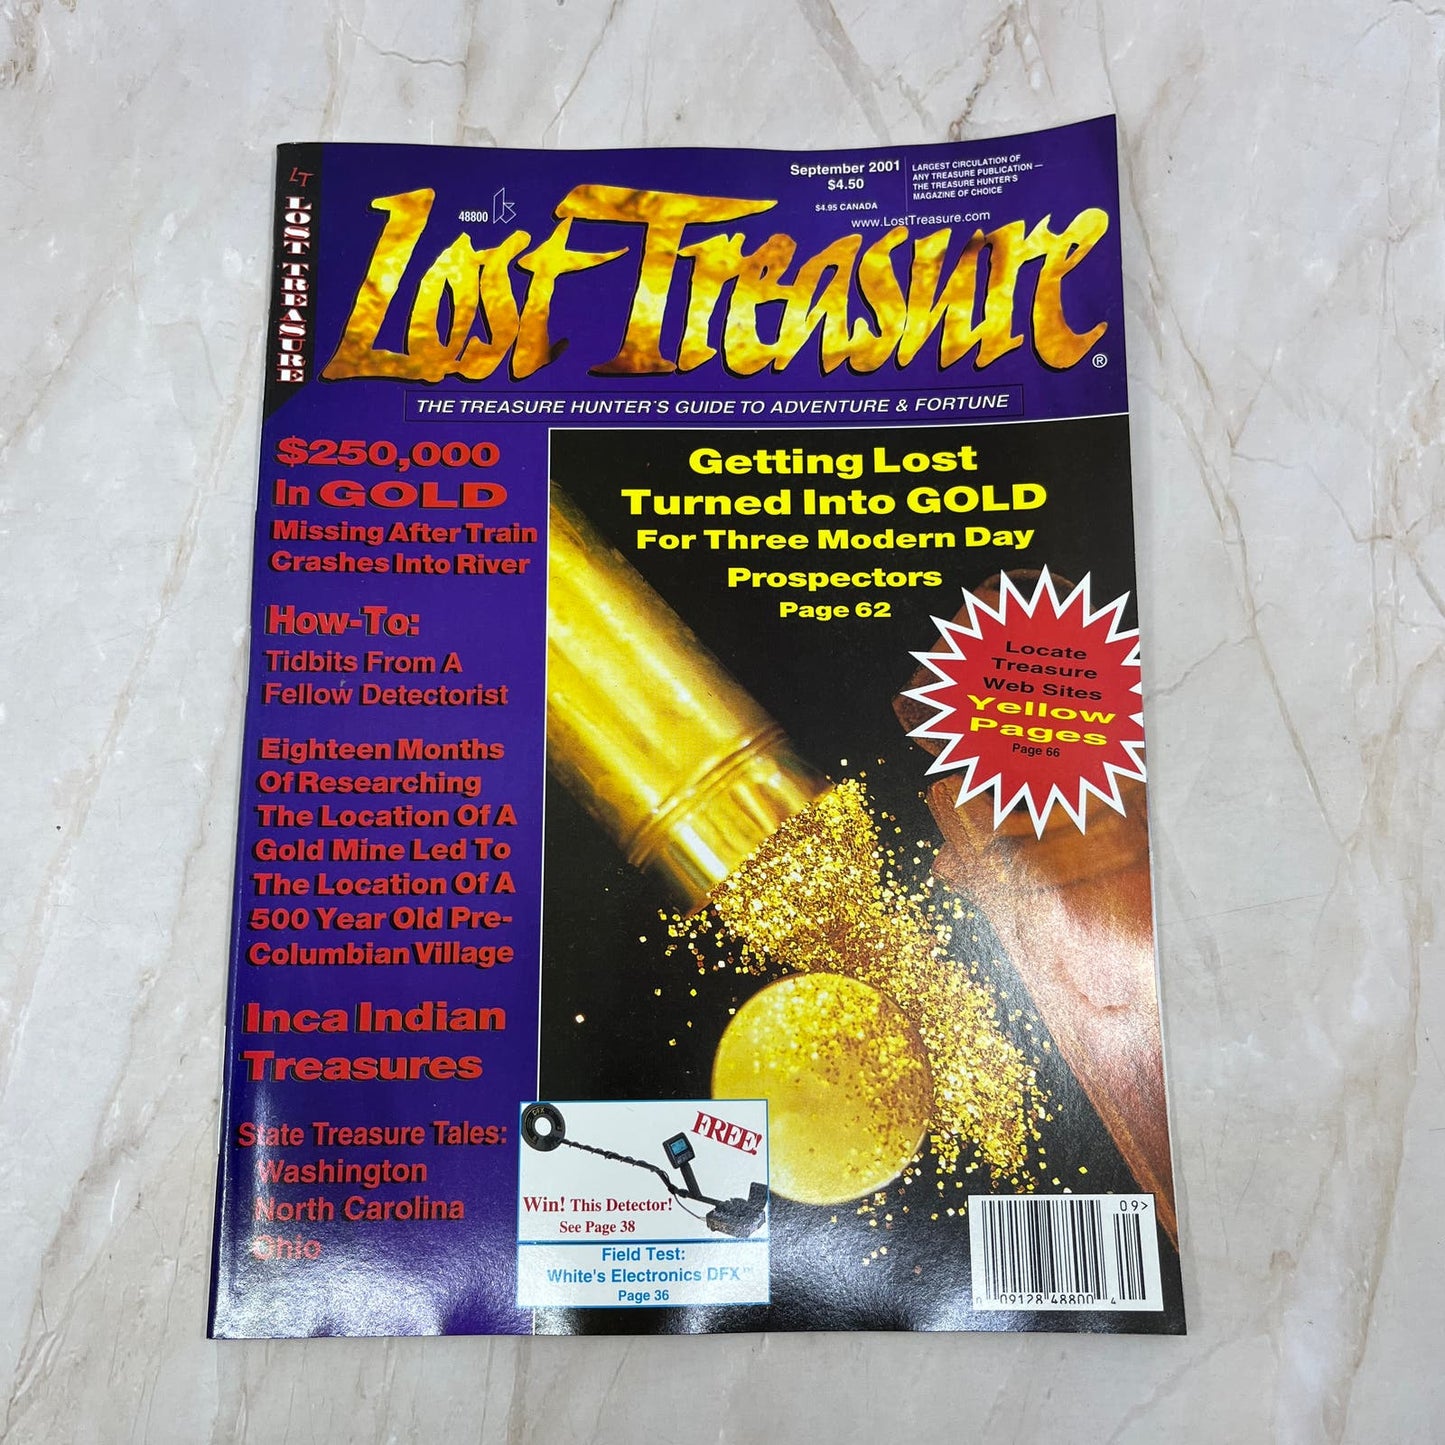 LT
LOST TREASURE
48800
September 2001
$4.50
$4.95 CANADA
LARGEST CIRCULATION OF
ANY TREASURE PUBLICATION —
THE TREASURE HUNTER'S
MAGAZINE OF CHOICE
www.LostTreasure.com
Lost Treasure®
THE TREASURE HUNTER'S GUIDE TO ADVENTURE & FORTUNE
$250,000
In GOLD
Missing After Train
Crashes Into River
How-To:
Tidbits From A
Fellow Detectorist
Eighteen Months
Of Researching
The Location Of A
Gold Mine Led To
The Location Of A
500 Year Old Pre-
Columbian Village
Inca Indian
Treasures
State Treasure Tales:
Washington
North Carolina
Ohio
Getting Lost
Turned Into GOLD
For Three Modern Day
Prospectors
Page 62
Locate
Treasure
Web Sites
Yellow
Pages
Page 66
DFX
FREE!
Win! This Detector!
See Page 38
Field Test:
White's Electronics DFX™
Page 36
09>
0 09128 48800 4